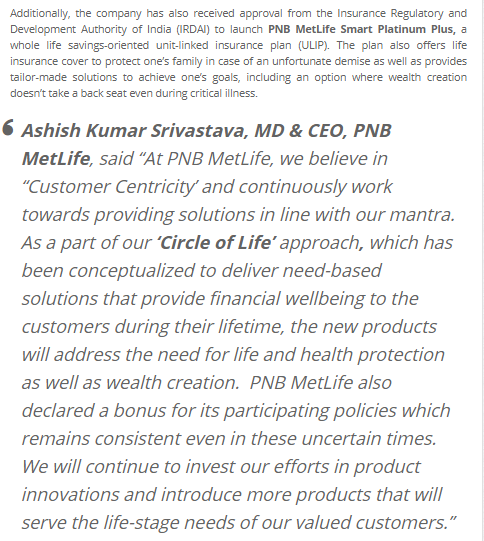 Additionally, the company has also received approval from the Insurance Regulatory and
Development Authority of India (IRDAI) to launch PNB MetLife Smart Platinum Plus, a
whole life savings-oriented unit-linked insurance plan (ULIP). The plan also offers life
insurance cover to protect one's family in case of an unfortunate demise as well as provides
tailor-made solutions to achieve one's goals, including an option where wealth creation
doesn't take a back seat even during critical illness.
Ashish Kumar Srivastava, MD & CEO, PNB
MetLife, said “At PNB MetLife, we believe in
“Customer Centricity’ and continuously work
towards providing solutions in line with our mantra.
As a part of our ‘Circle of Life’ approach, which has
been conceptualized to deliver need-based
solutions that provide financial wellbeing to the
customers during their lifetime, the new products
will address the need for life and health protection
as well as wealth creation.  PNB MetLife also
declared a bonus for its participating policies which
remains consistent even in these uncertain times.
We will continue to invest our efforts in product
innovations and introduce more products that will
serve the life-stage needs of our valued customers.”